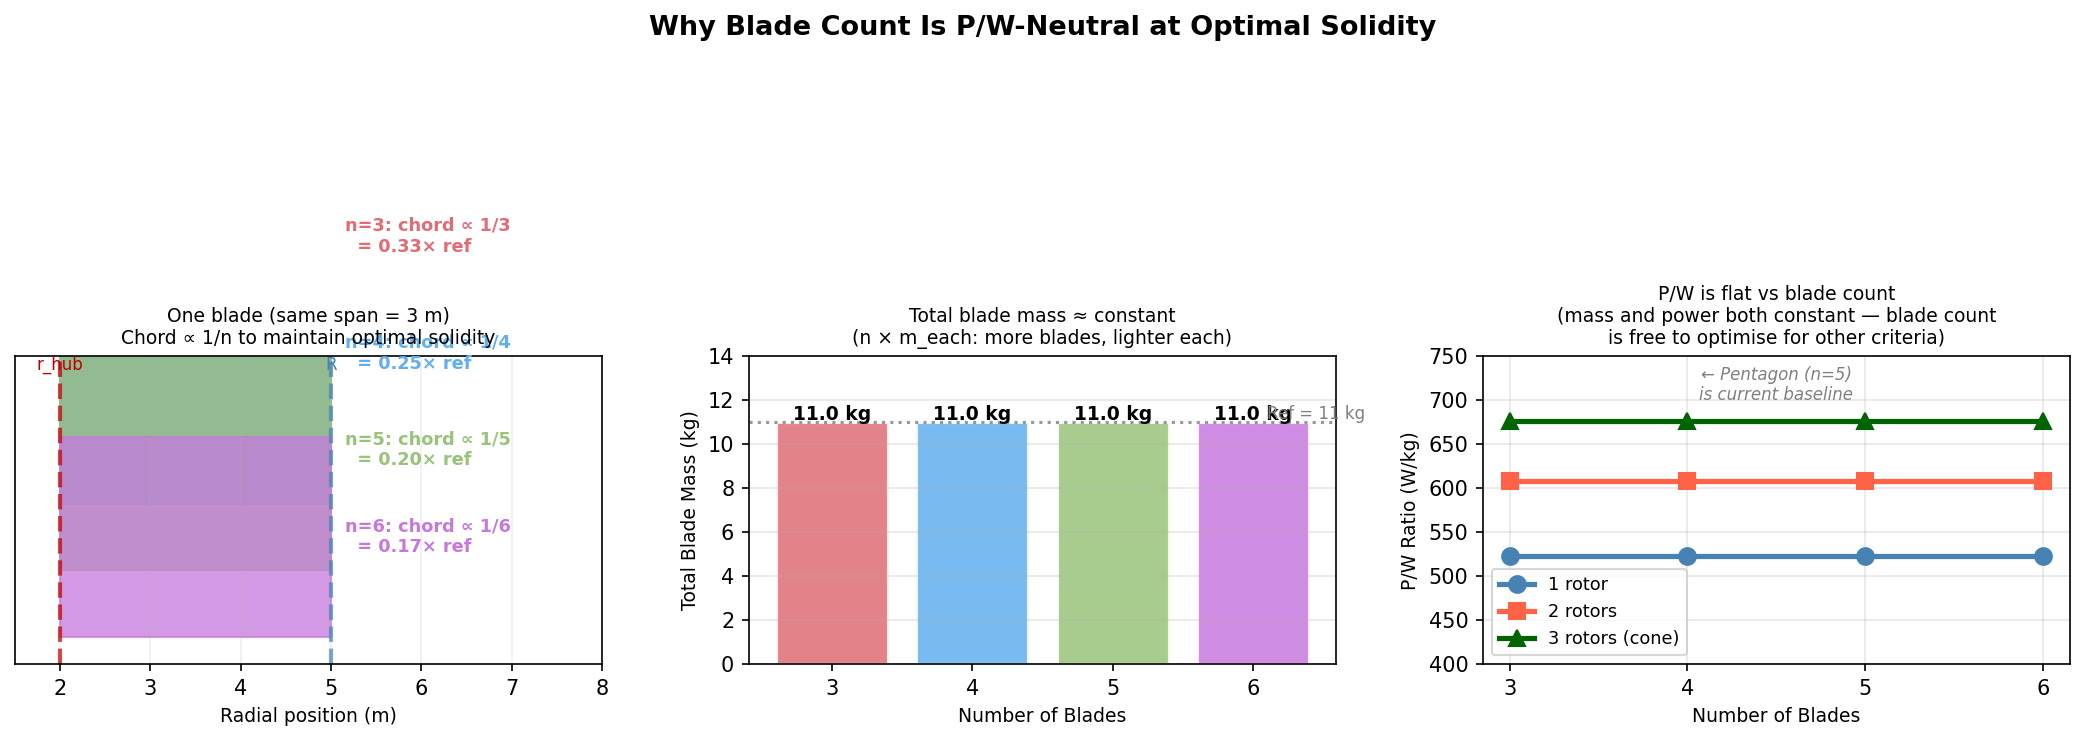 Why Blade Count Is P/W-Neutral at Optimal Solidity
n=3: chord ∝ 1/3
= 0.33× ref
One blade (same span = 3 m)
Chord ∝ 1/n to maintain optimal solidity
n=4: chord ∝ 1/4
= 0.25× ref
r_hub
R
n=5: chord ∝ 1/5
= 0.20× ref
n=6: chord ∝ 1/6
= 0.17× ref
2 3 4 5 6 7 8
Radial position (m)
Total blade mass ≈ constant
(n × m_each: more blades, lighter each)
Total Blade Mass (kg)
14
12
10
8
6
4
2
0
11.0 kg 11.0 kg 11.0 kg 11.0 kg
Ref = 11 kg
3 4 5 6
Number of Blades
P/W is flat vs blade count
(mass and power both constant — blade count
is free to optimise for other criteria)
P/W Ratio (W/kg)
750
700
650
600
550
500
450
400
← Pentagon (n=5)
is current baseline
1 rotor
2 rotors
3 rotors (cone)
3 4 5 6
Number of Blades